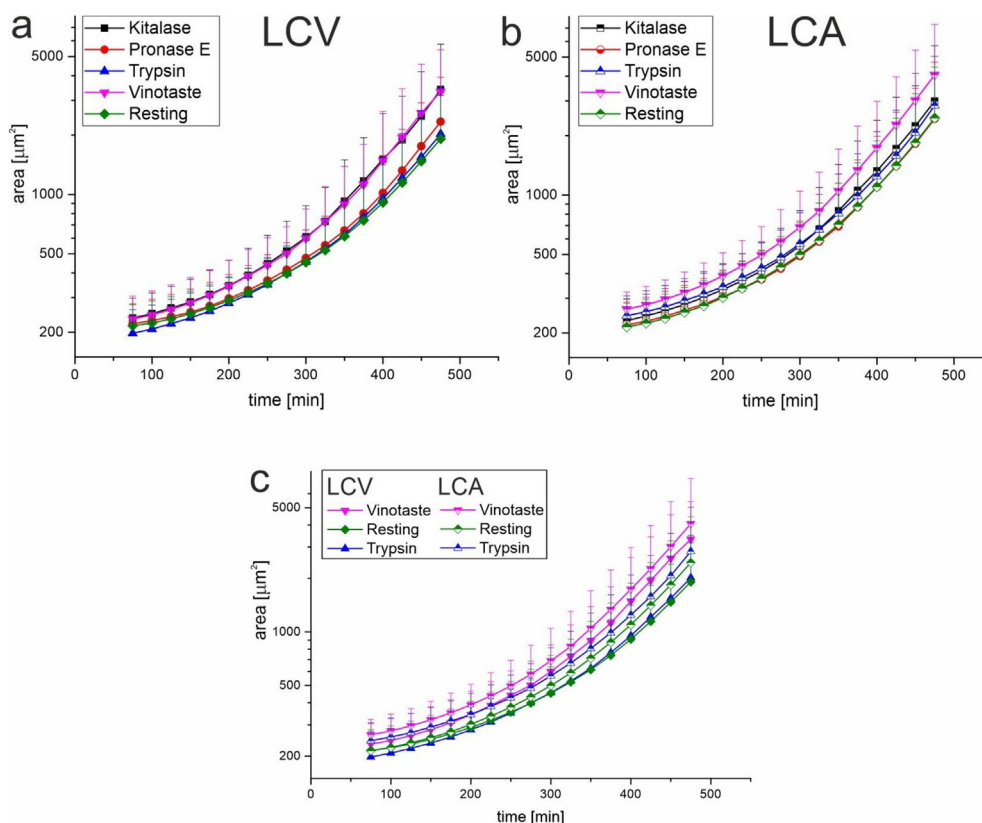 a
LCV
Kitalase
Pronase E
Trypsin
Vinotaste
Resting
area [μm²]
5000
1000
500
200
0 100 200 300 400 500
time [min]
b
LCA
Kitalase
Pronase E
Trypsin
Vinotaste
Resting
area [μm²]
5000
1000
500
200
0 100 200 300 400 500
time [min]
c
LCV LCA
Vinotaste Vinotaste
Resting Resting
Trypsin Trypsin
area [μm²]
5000
1000
500
200
0 100 200 300 400 500
time [min]